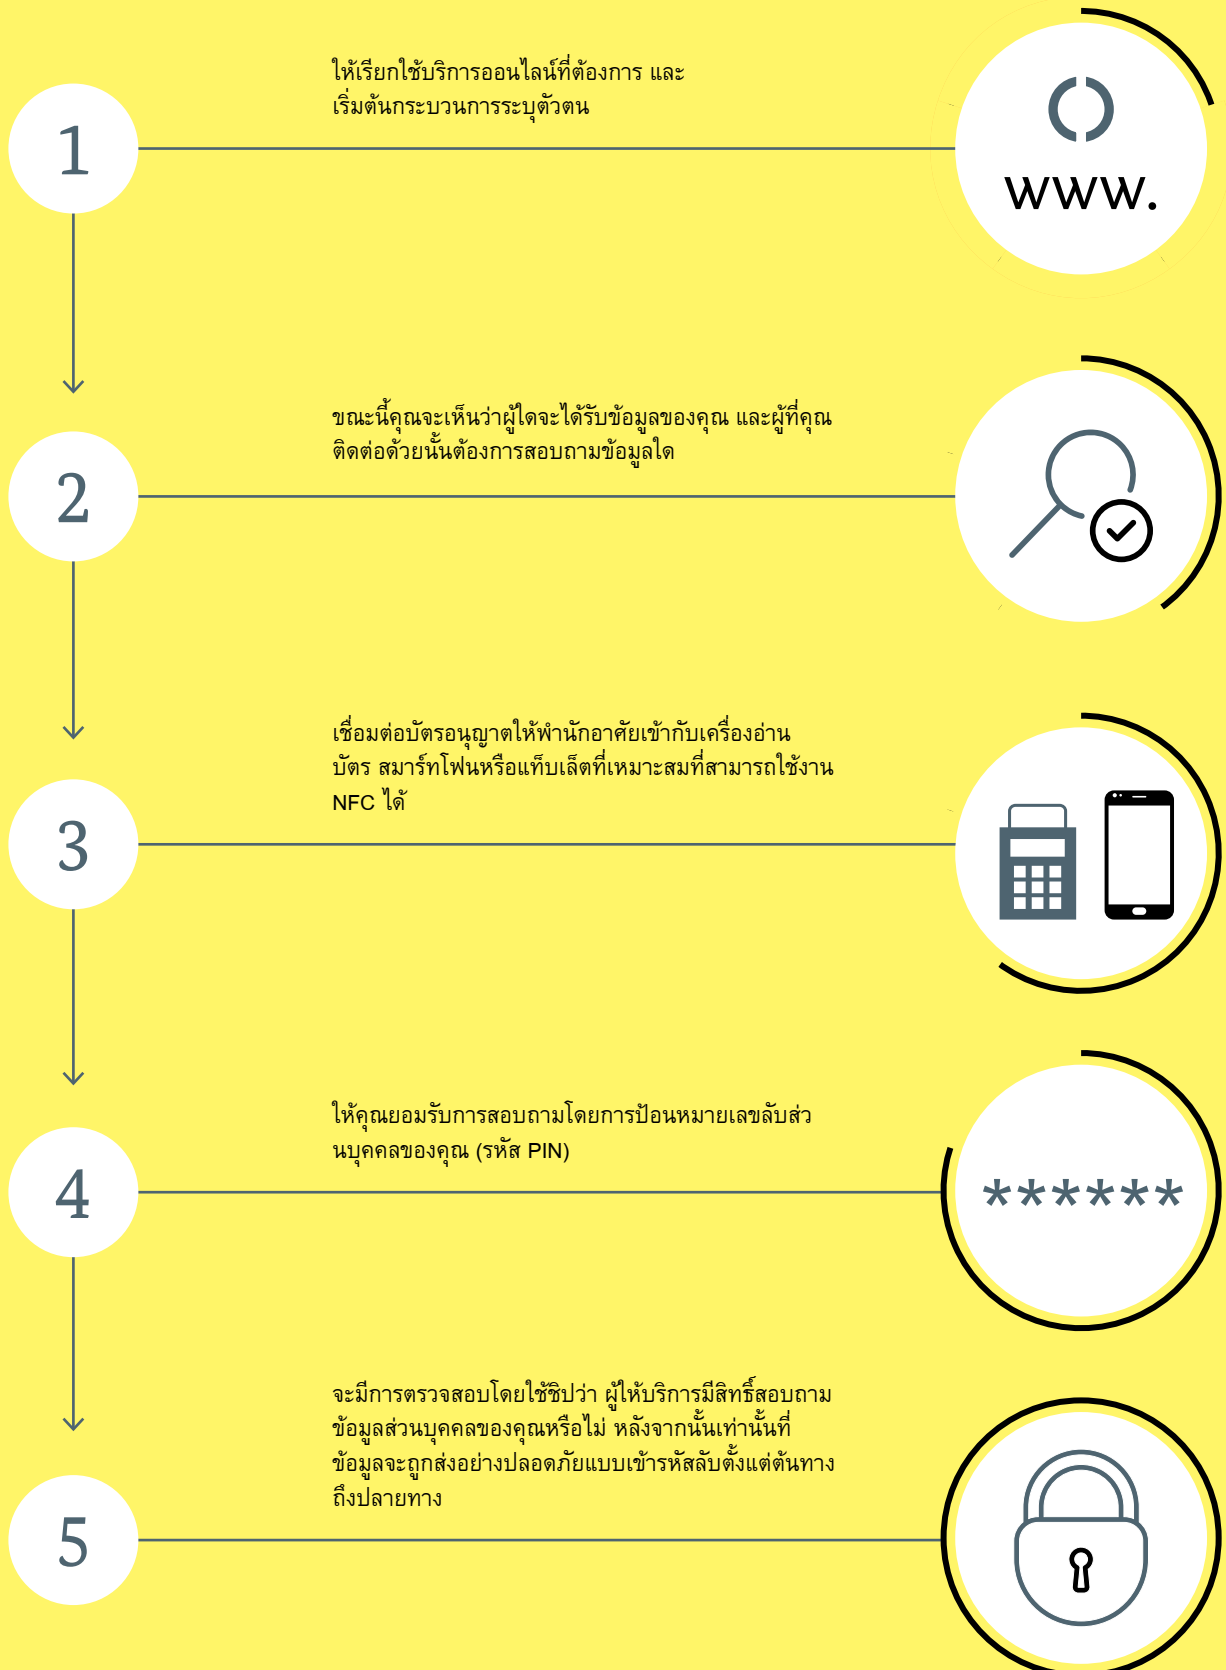 ให้เรียกใช้บริการออนไลน์ที่ต้องการ และ
เริ่มต้นกระบวนการระบุตัวตน
1
www.
ขณะนี้คุณจะเห็นว่าผู้ใดจะได้รับข้อมูลของคุณ และผู้ที่คุณ
ติดต่อด้วยนั้นต้องการสอบถามข้อมูลใด
2
เชื่อมต่อบัตรอนุญาตให้พำนักอาศัยเข้ากับเครื่องอ่าน
บัตร สมาร์ทโฟนหรือแท็บเล็ตที่เหมาะสมที่สามารถใช้งาน
NFC ได้
3
ให้คุณยอมรับการสอบถามโดยการป้อนหมายเลขลับส่ว
นบุคคลของคุณ (รหัส PIN)
4
******
จะมีการตรวจสอบโดยใช้ชิปว่า ผู้ให้บริการมีสิทธิ์สอบถาม
ข้อมูลส่วนบุคคลของคุณหรือไม่ หลังจากนั้นเท่านั้นที่
ข้อมูลจะถูกส่งอย่างปลอดภัยแบบเข้ารหัสลับตั้งแต่ต้นทาง
ถึงปลายทาง
5